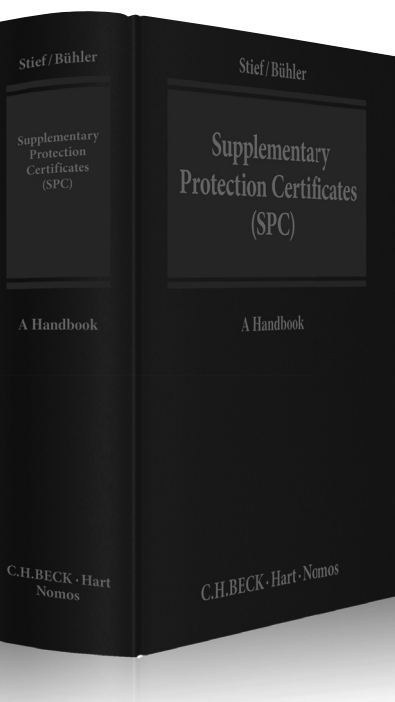 Stief/Bühler
Supplementary
Protection
Certificates
(SPC)
A Handbook
C.H.BECK · Hart
Nomos
Stief/Bühler
Supplementary
Protection Certificates
(SPC)
A Handbook
C.H.BECK · Hart · Nomos